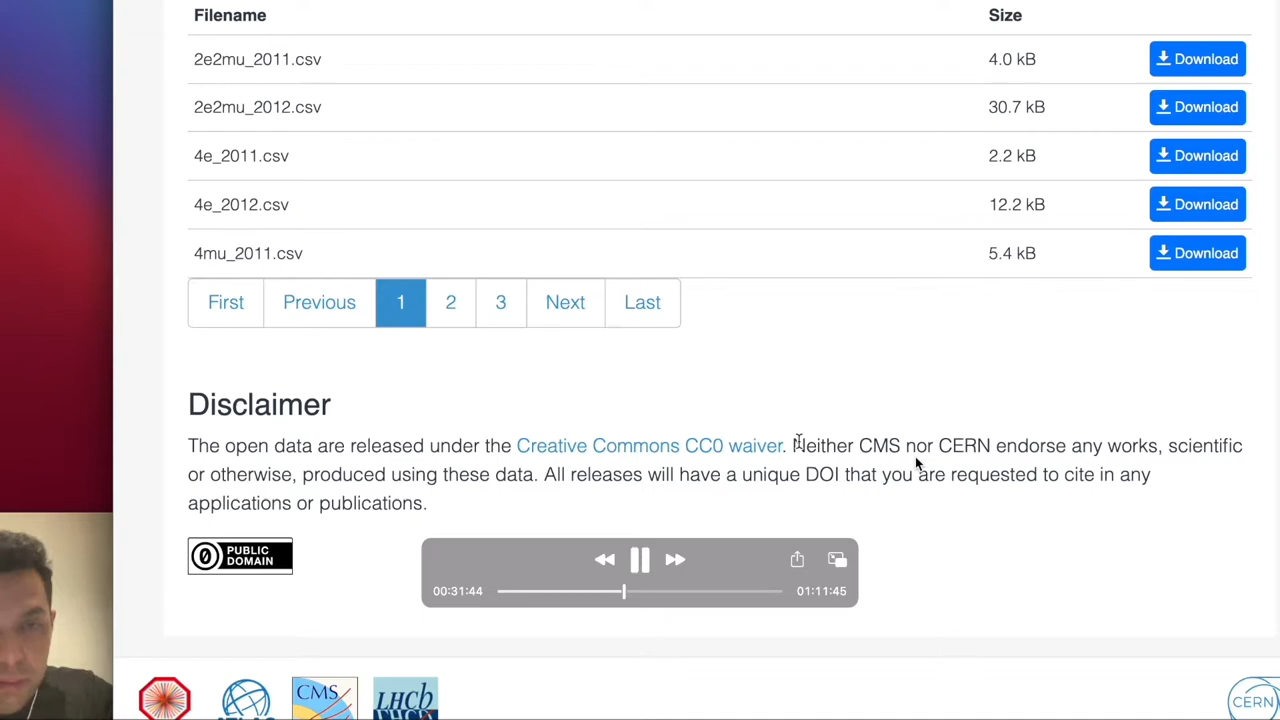 Filename Size
2e2mu_2011.csv 4.0 kB Download
2e2mu_2012.csv 30.7 kB Download
4e_2011.csv 2.2 kB Download
4e_2012.csv 12.2 kB Download
4mu_2011.csv 5.4 kB Download
First Previous 1 2 3 Next Last
Disclaimer
The open data are released under the Creative Commons CC0 waiver. Neither CMS nor CERN endorse any works, scientific
or otherwise, produced using these data. All releases will have a unique DOI that you are requested to cite in any
applications or publications.
0 PUBLIC
DOMAIN
00:31:44 01:11:45
CMS LHCb CERN